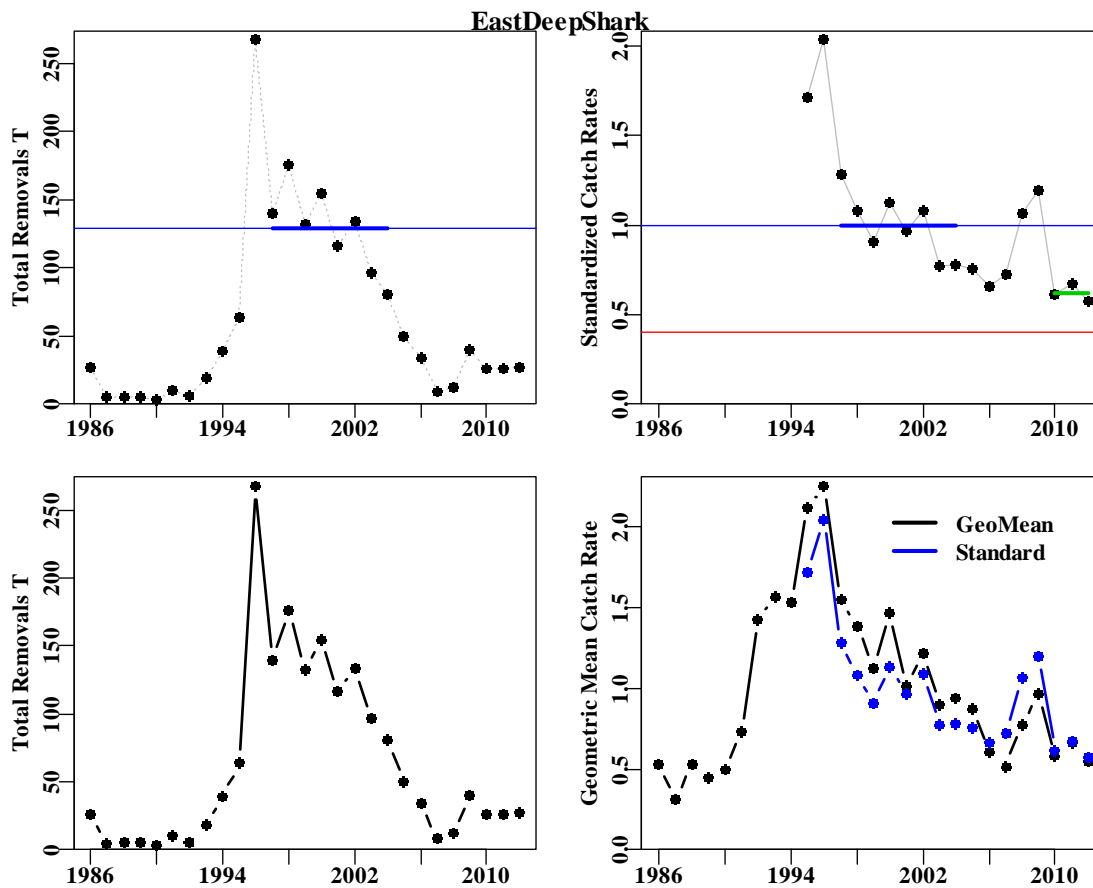 EastDeepShark
Total Removals T
250
200
150
100
50
0
1986 1994 2002 2010
Standardized Catch Rates
2.0
1.5
1.0
0.5
0.0
1986 1994 2002 2010
Total Removals T
250
200
150
100
50
0
1986 1994 2002 2010
Geometric Mean Catch Rate
2.0
1.5
1.0
0.5
0.0
GeoMean
Standard
1986 1994 2002 2010